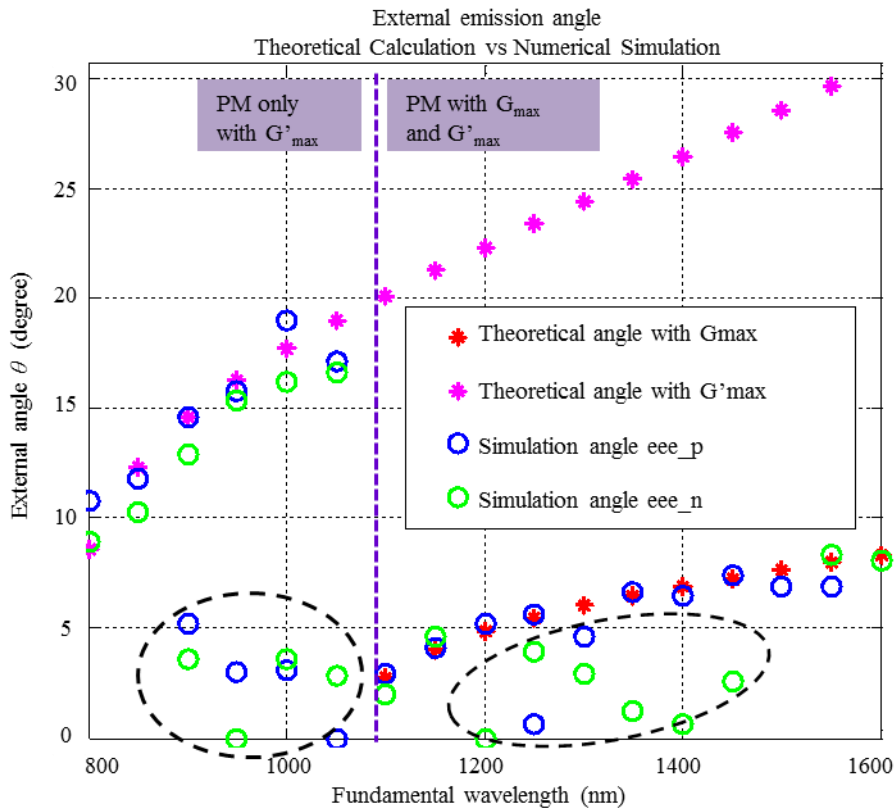 External emission angle
Theoretical Calculation vs Numerical Simulation
PM only
with G'max
PM with Gmax
and G'max
30
25
20
15
10
5
0
External angle θ (degree)
Theoretical angle with Gmax
Theoretical angle with G'max
Simulation angle eee_p
Simulation angle eee_n
800 1000 1200 1400 1600
Fundamental wavelength (nm)